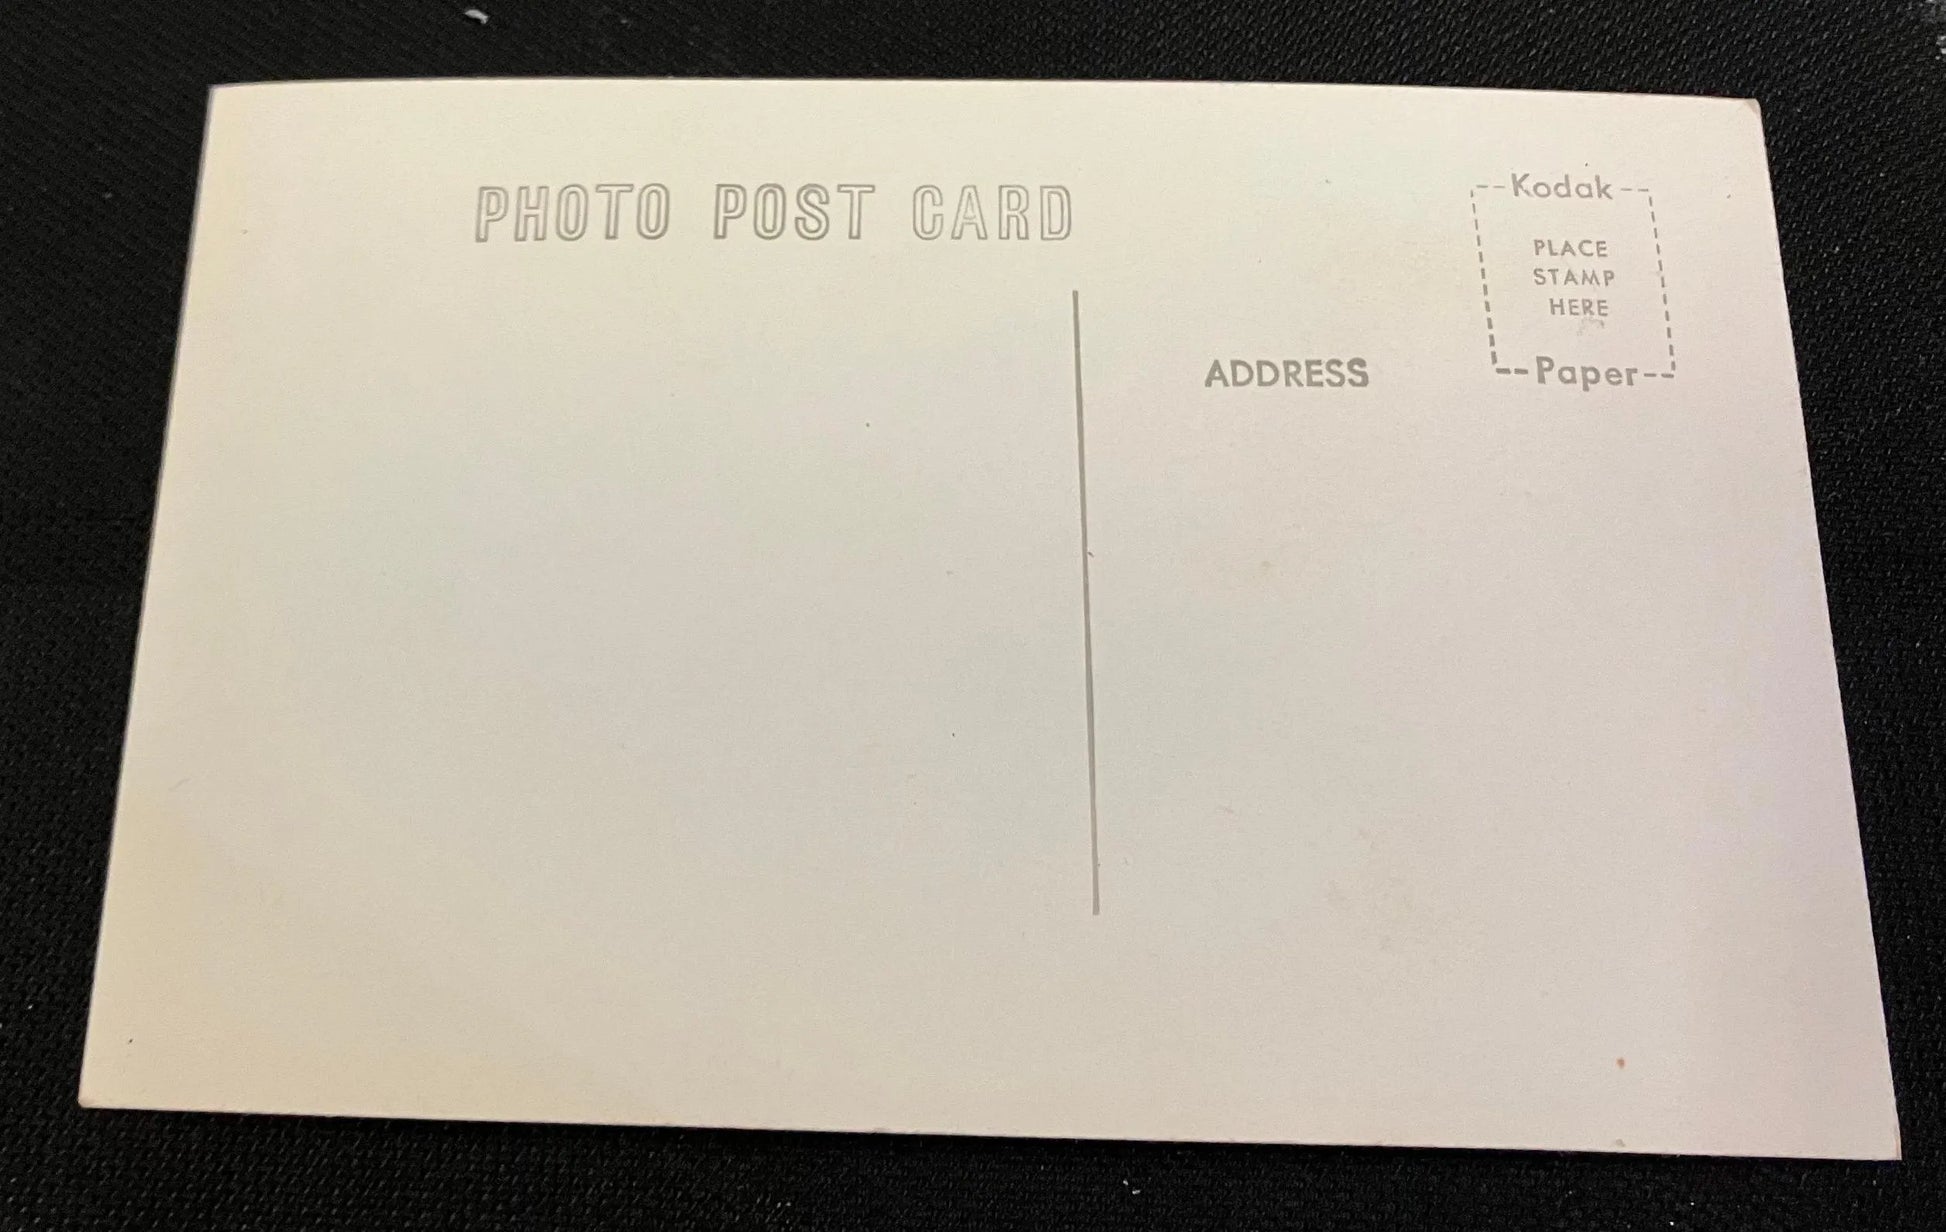 PHOTO POST CARD
Kodak
PLACE
STAMP
HERE
Paper
ADDRESS